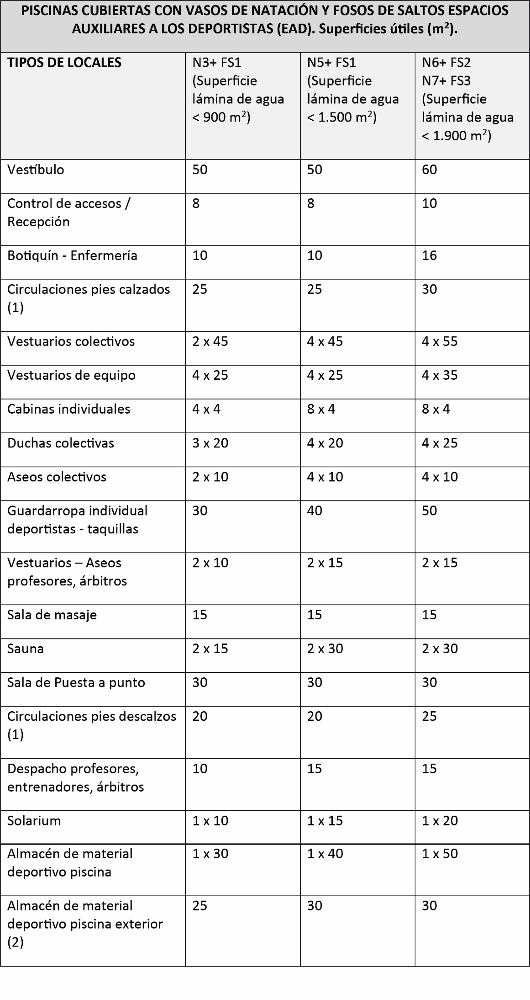 PISCINAS CUBIERTAS CON VASOS DE NATACIÓN Y FOSOS DE SALTOS ESPACIOS
AUXILIARES A LOS DEPORTISTAS (EAD). Superficies útiles (m²).
TIPOS DE LOCALES
N3+ FS1
(Superficie
lámina de agua
< 900 m²)
N5+ FS1
(Superficie
lámina de agua
< 1.500 m²)
N6+ FS2
N7+ FS3
(Superficie
lámina de agua
< 1.900 m²)
Vestíbulo 50 50 60
Control de accesos / 8 8 10
Recepción
Botiquín - Enfermería 10 10 16
Circulaciones pies calzados 25 25 30
(1)
Vestuarios colectivos 2 x 45 4 x 45 4 x 55
Vestuarios de equipo 4 x 25 4 x 25 4 x 35
Cabinas individuales 4 x 4 8 x 4 8 x 4
Duchas colectivas 3 x 20 4 x 20 4 x 25
Aseos colectivos 2 x 10 4 x 10 4 x 10
Guardarropa individual 30 40 50
deportistas - taquillas
Vestuarios – Aseos 2 x 10 2 x 15 2 x 15
profesores, árbitros
Sala de masaje 15 15 15
Sauna 2 x 15 2 x 30 2 x 30
Sala de Puesta a punto 30 30 30
Circulaciones pies descalzos 20 20 25
(1)
Despacho profesores, 10 15 15
entrenadores, árbitros
Solarium 1 x 10 1 x 15 1 x 20
Almacén de material 1 x 30 1 x 40 1 x 50
deportivo piscina
Almacén de material 25 30 30
deportivo piscina exterior
(2)